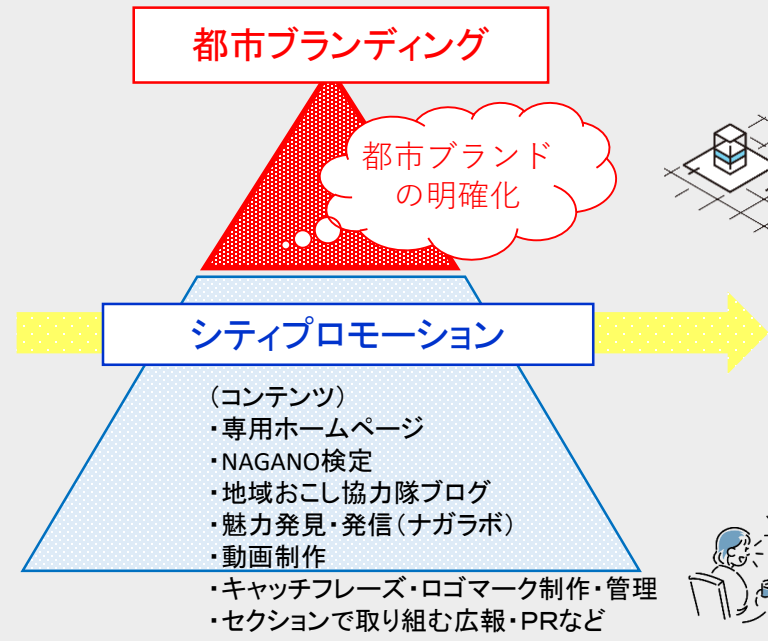 都市ブランディング
都市ブランド
の明確化
シティプロモーション
(コンテンツ)
・専用ホームページ
・NAGANO検定
・地域おこし協力隊ブログ
・魅力発見・発信(ナガラボ)
・動画制作
・キャッチフレーズ・ロゴマーク制作・管理
・セクションで取り組む広報・PRなど